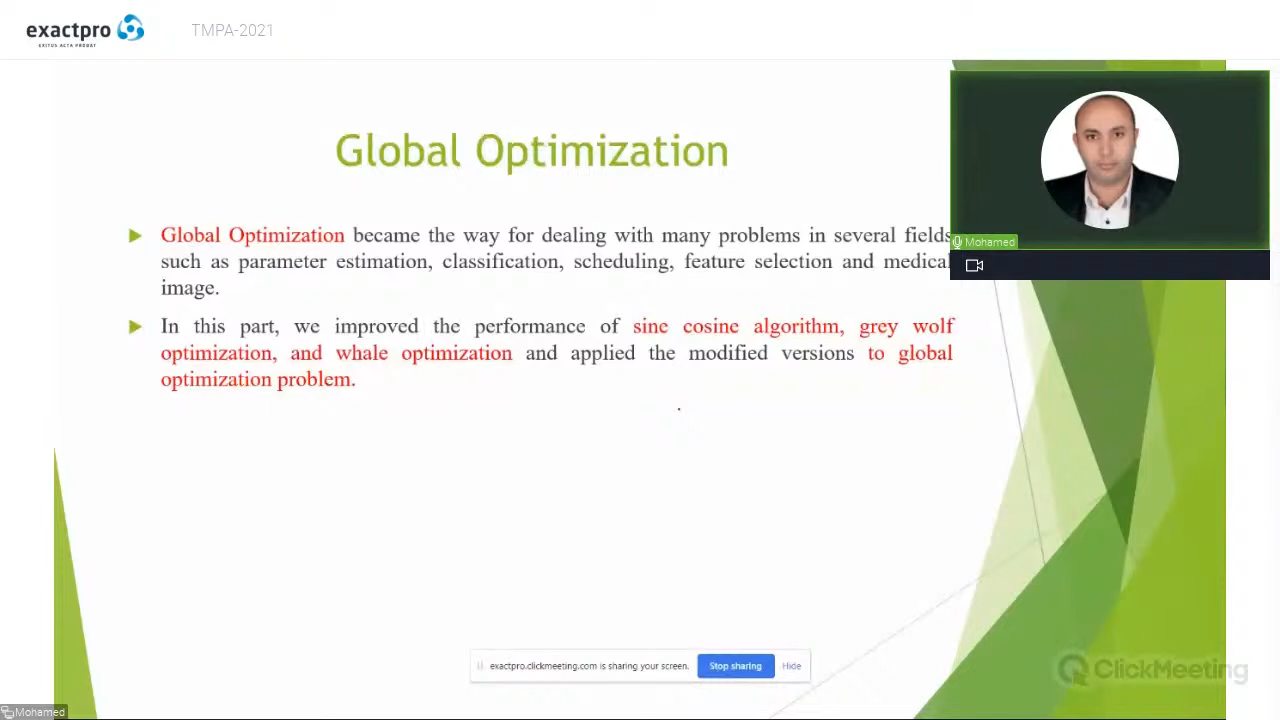 exactpro
EXITUS ACTA PROBAT
TMPA-2021
Global Optimization
Global Optimization became the way for dealing with many problems in several fields
such as parameter estimation, classification, scheduling, feature selection and medical
image.
In this part, we improved the performance of sine cosine algorithm, grey wolf
optimization, and whale optimization and applied the modified versions to global
optimization problem.
Mohamed
exactpro.clickmeeting.com is sharing your screen. Stop sharing Hide
ClickMeeting
Mohamed